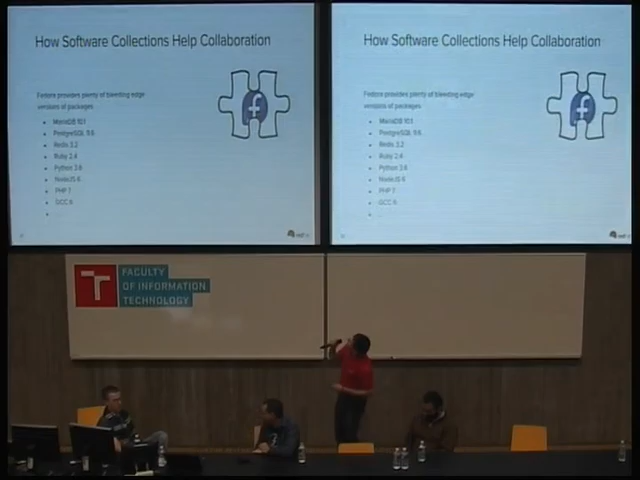 How Software Collections Help Collaboration
Fedora provides plenty of bleeding edge
versions of packages
MariaDB 10.1
PostgreSQL 9.6
Redis 3.2
Ruby 2.4
Python 3.6
NodeJS 6
PHP 7
GCC 6
How Software Collections Help Collaboration
Fedora provides plenty of bleeding edge
versions of packages
MariaDB 10.1
PostgreSQL 9.6
Redis 3.2
Ruby 2.4
Python 3.6
NodeJS 6
PHP 7
GCC 6
FACULTY
OF INFORMATION
TECHNOLOGY